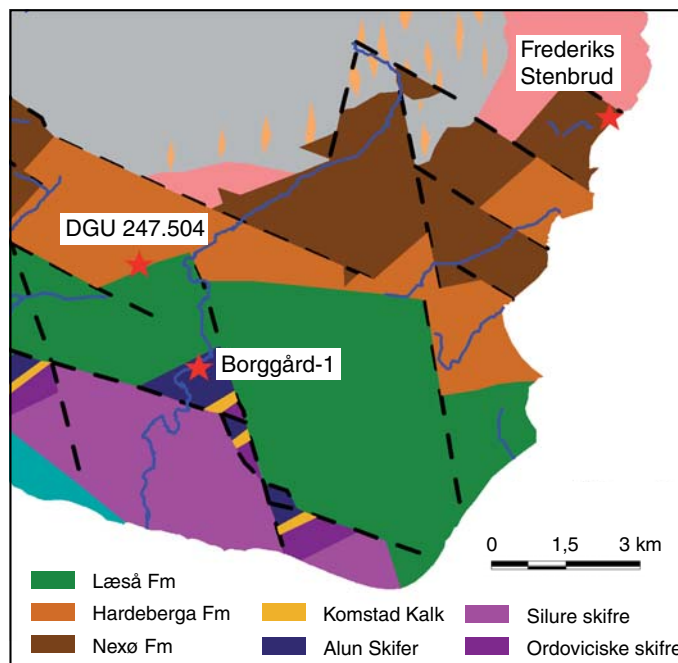 Frederiks
Stenbrud
DGU 247.504
Borggård-1
0 1,5 3 km
Læså Fm
Hardeberga Fm
Nexø Fm
Komstad Kalk
Alun Skifer
Silure skifre
Ordoviciske skifre